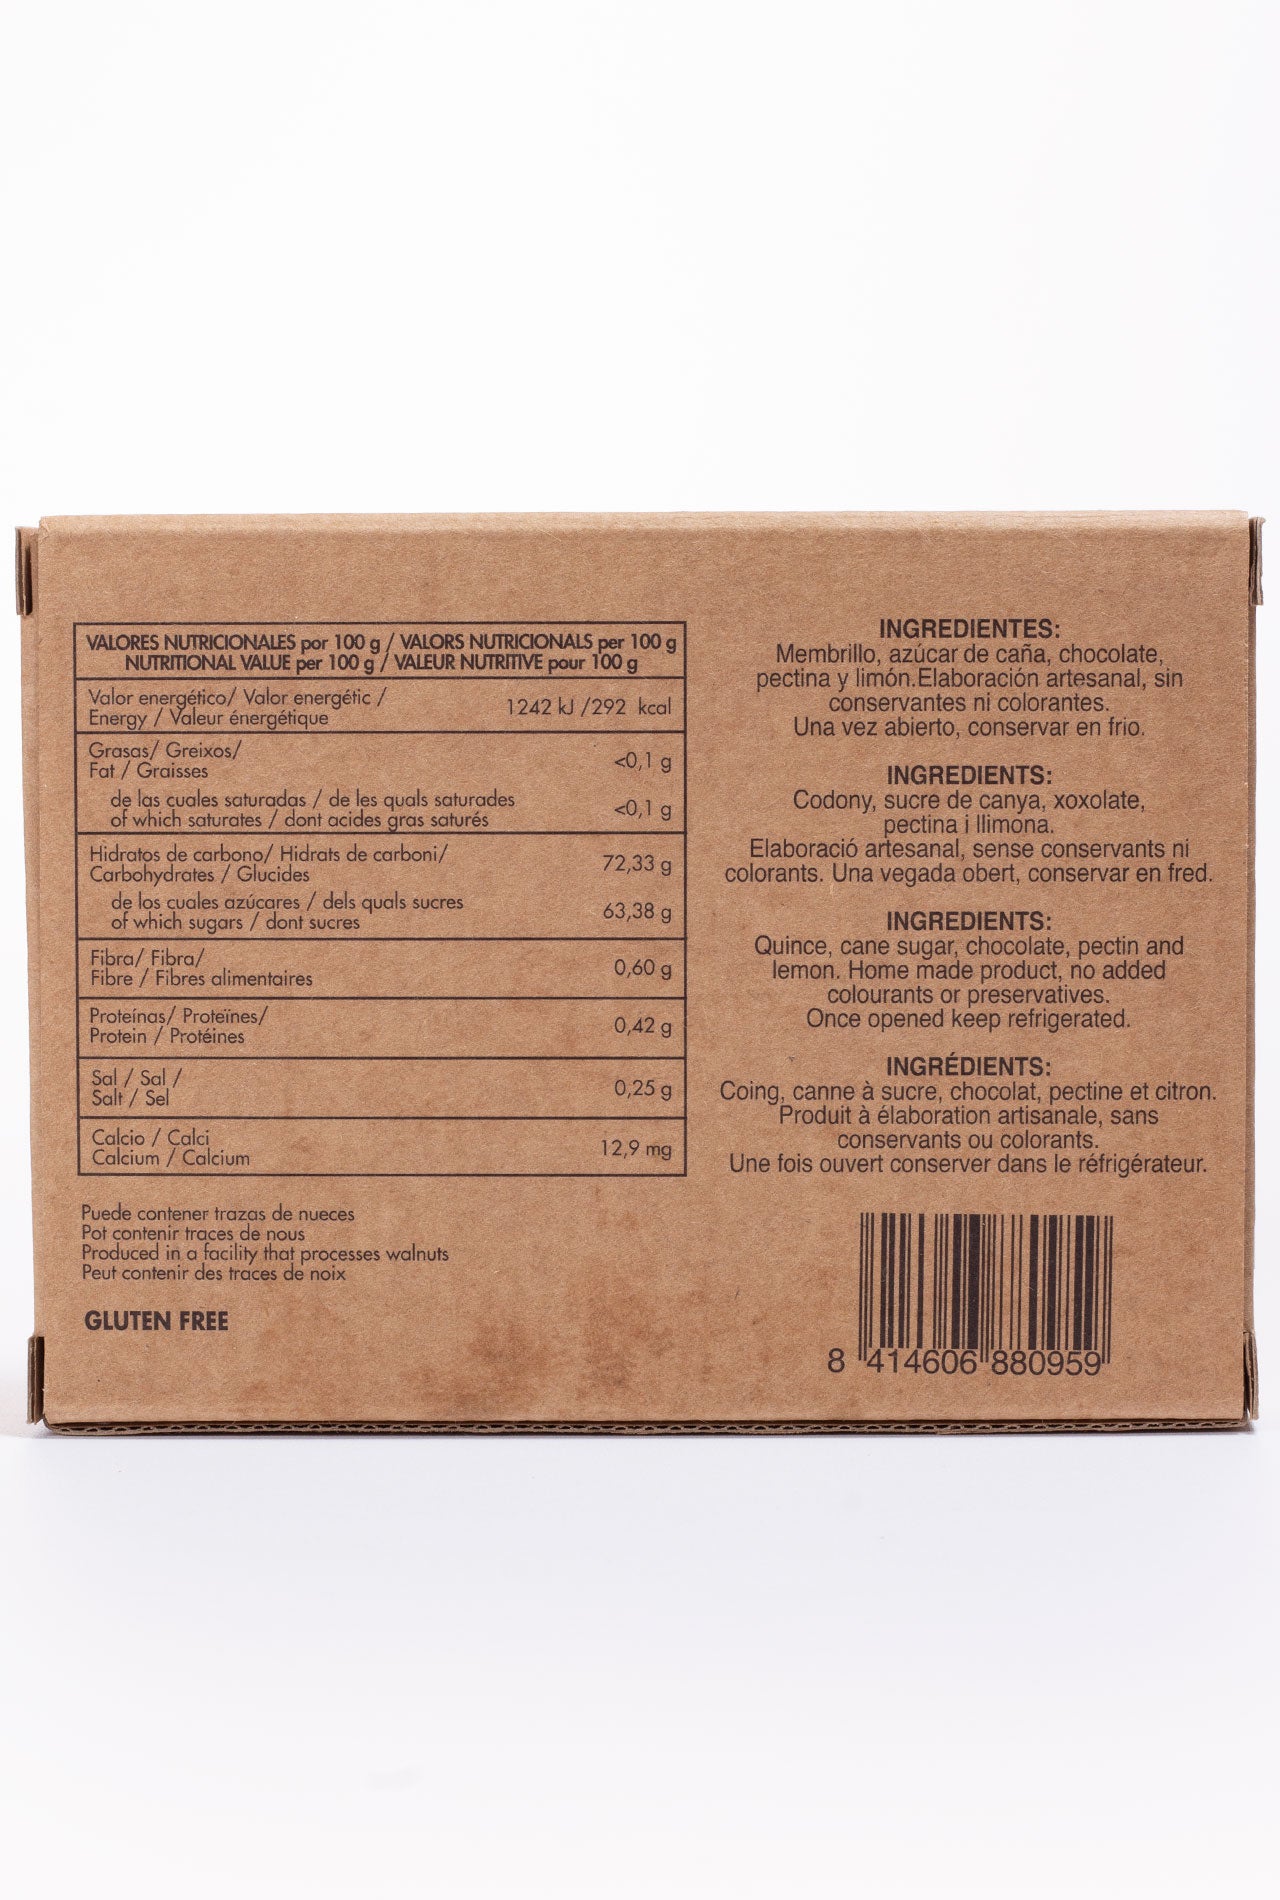 VALORES NUTRICIONALES por 100 g / VALORS NUTRICIONALS per 100 g
NUTRITIONAL VALUE per 100 g / VALEUR NUTRITIVE pour 100 g
Valor energético/ Valor energétic /
Energy / Valeur énergétique
1242 kJ /292 kcal
Grasas/ Greixos/
Fat / Graisses
<0,1 g
de las cuales saturadas / de les quals saturades
of which saturates / dont acides gras saturés
<0,1 g
Hidratos de carbono/ Hidrats de carboni/
Carbohydrates / Glucides
72,33 g
de los cuales azúcares / dels quals sucres
of which sugars / dont sucres
63,38 g
Fibra/ Fibra/
Fibre / Fibres alimentaires
0,60 g
Proteínas/ Proteïnes/
Protein / Protéines
0,42 g
Sal / Sal /
Salt / Sel
0,25 g
Calcio / Calci
Calcium / Calcium
12,9 mg
Puede contener trazas de nueces
Pot contenir traces de nous
Produced in a facility that processes walnuts
Peut contenir des traces de noix
GLUTEN FREE
INGREDIENTES:
Membrillo, azúcar de caña, chocolate,
pectina y limón.Elaboración artesanal, sin
conservantes ni colorantes.
Una vez abierto, conservar en frio.
INGREDIENTS:
Codony, sucre de canya, xoxolate,
pectina i llimona.
Elaboració artesanal, sense conservants ni
colorants. Una vegada obert, conservar en fred.
INGREDIENTS:
Quince, cane sugar, chocolate, pectin and
lemon. Home made product, no added
colourants or preservatives.
Once opened keep refrigerated.
INGRÉDIENTS:
Coing, canne à sucre, chocolat, pectine et citron.
Produit à élaboration artisanale, sans
conservants ou colorants.
Une fois ouvert conserver dans le réfrigérateur.
8 414606 880959